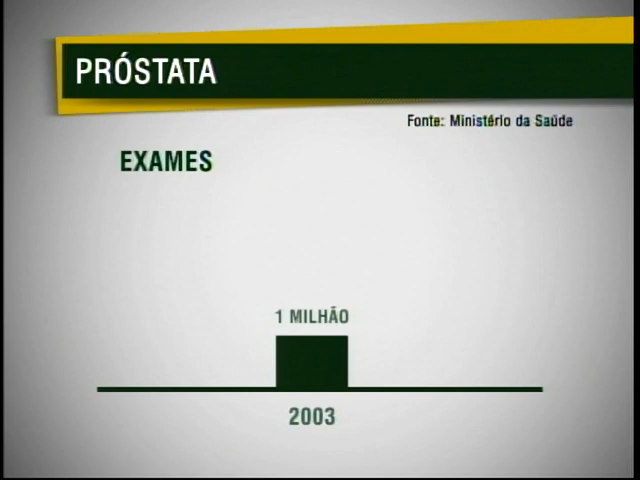 PRÓSTATA
Fonte: Ministério da Saúde
EXAMES
1 MILHÃO
2003